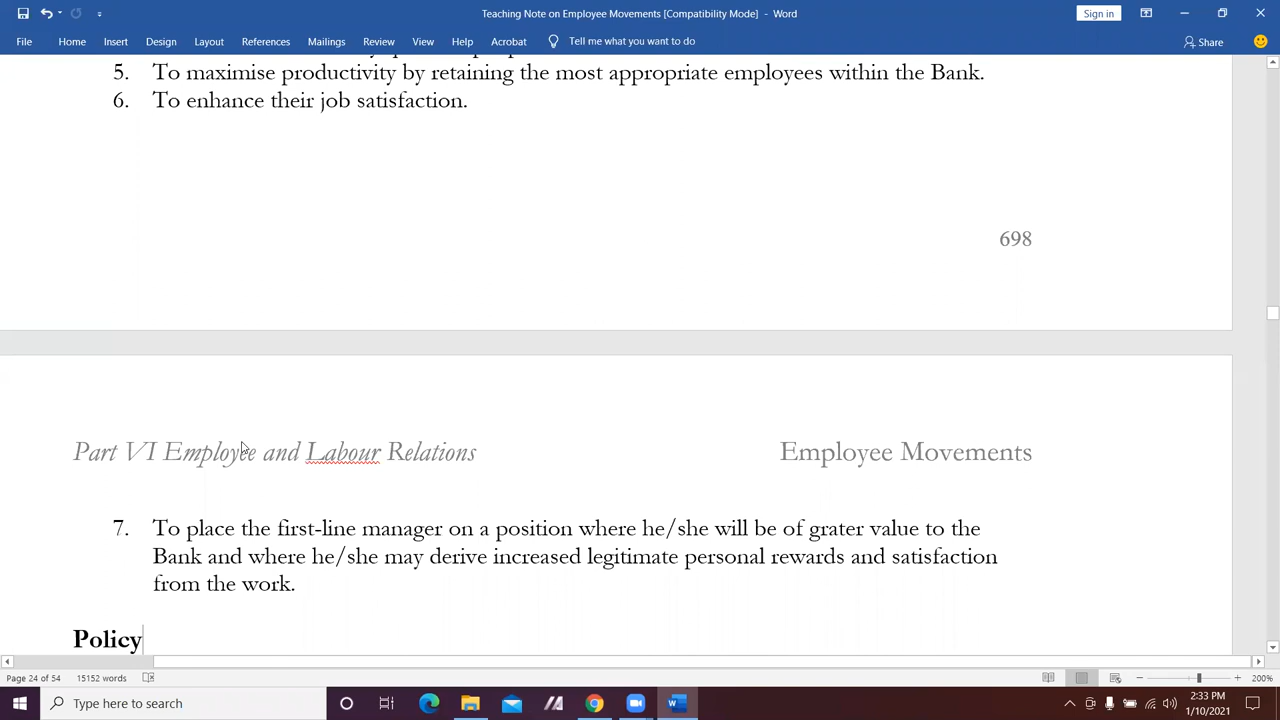 Teaching Note on Employee Movements [Compatibility Mode] - Word
Sign in
File Home Insert Design Layout References Mailings Review View Help Acrobat Tell me what you want to do Share
5. To maximise productivity by retaining the most appropriate employees within the Bank.
6. To enhance their job satisfaction.
698
Part VI Employee and Labour Relations Employee Movements
7. To place the first-line manager on a position where he/she will be of grater value to the
Bank and where he/she may derive increased legitimate personal rewards and satisfaction
from the work.
Policy
Page 24 of 54 15152 words 200%
Type here to search
2:33 PM
1/10/2021